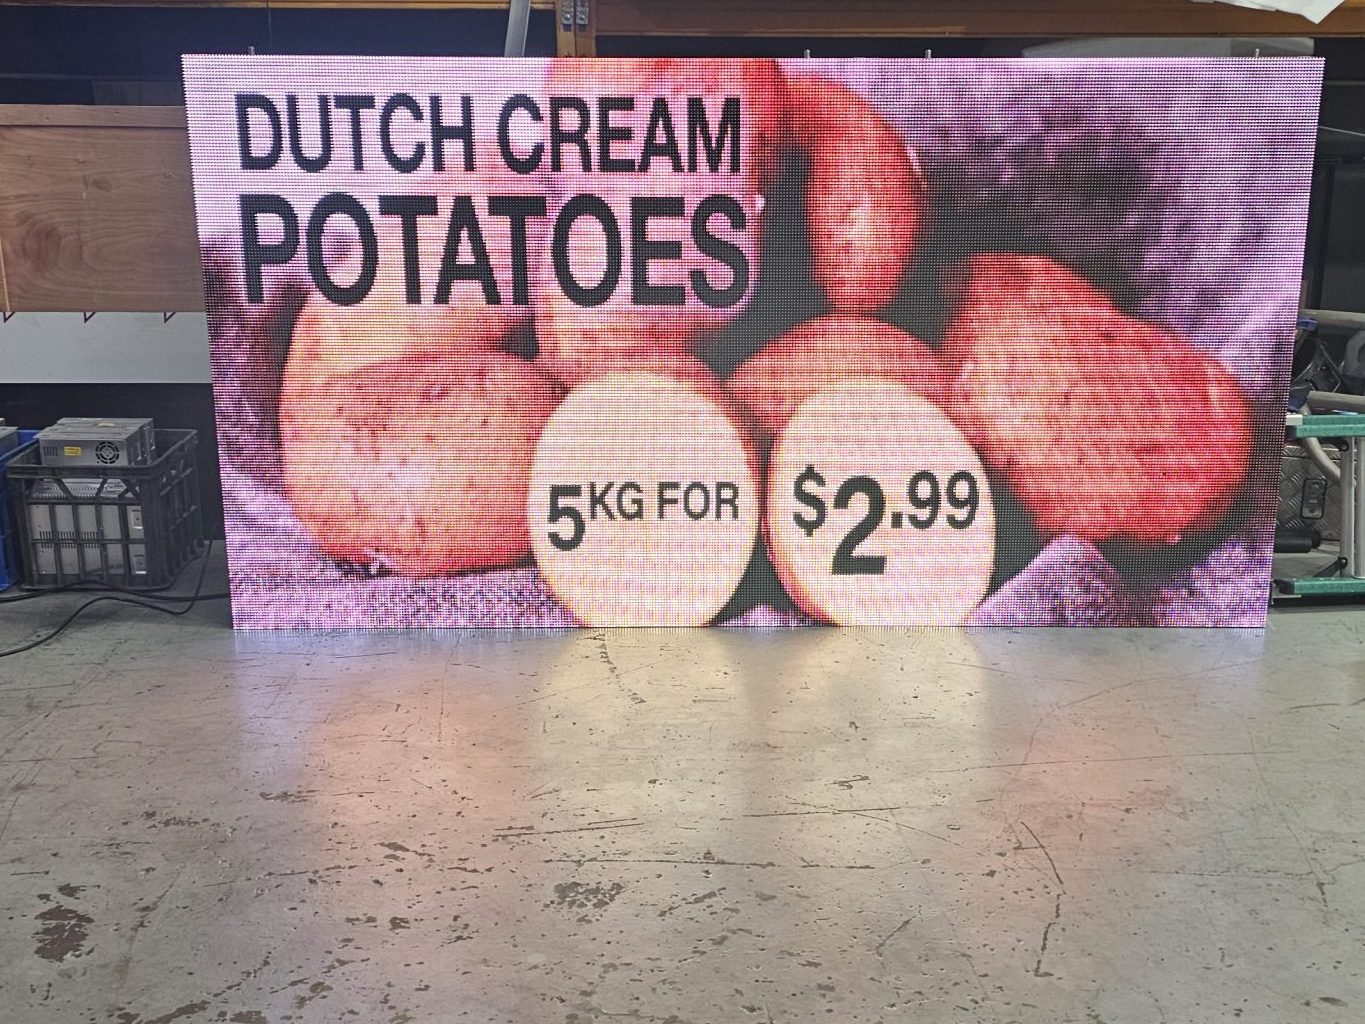 DUTCH CREAM
POTATOES
5KG FOR
$2.99